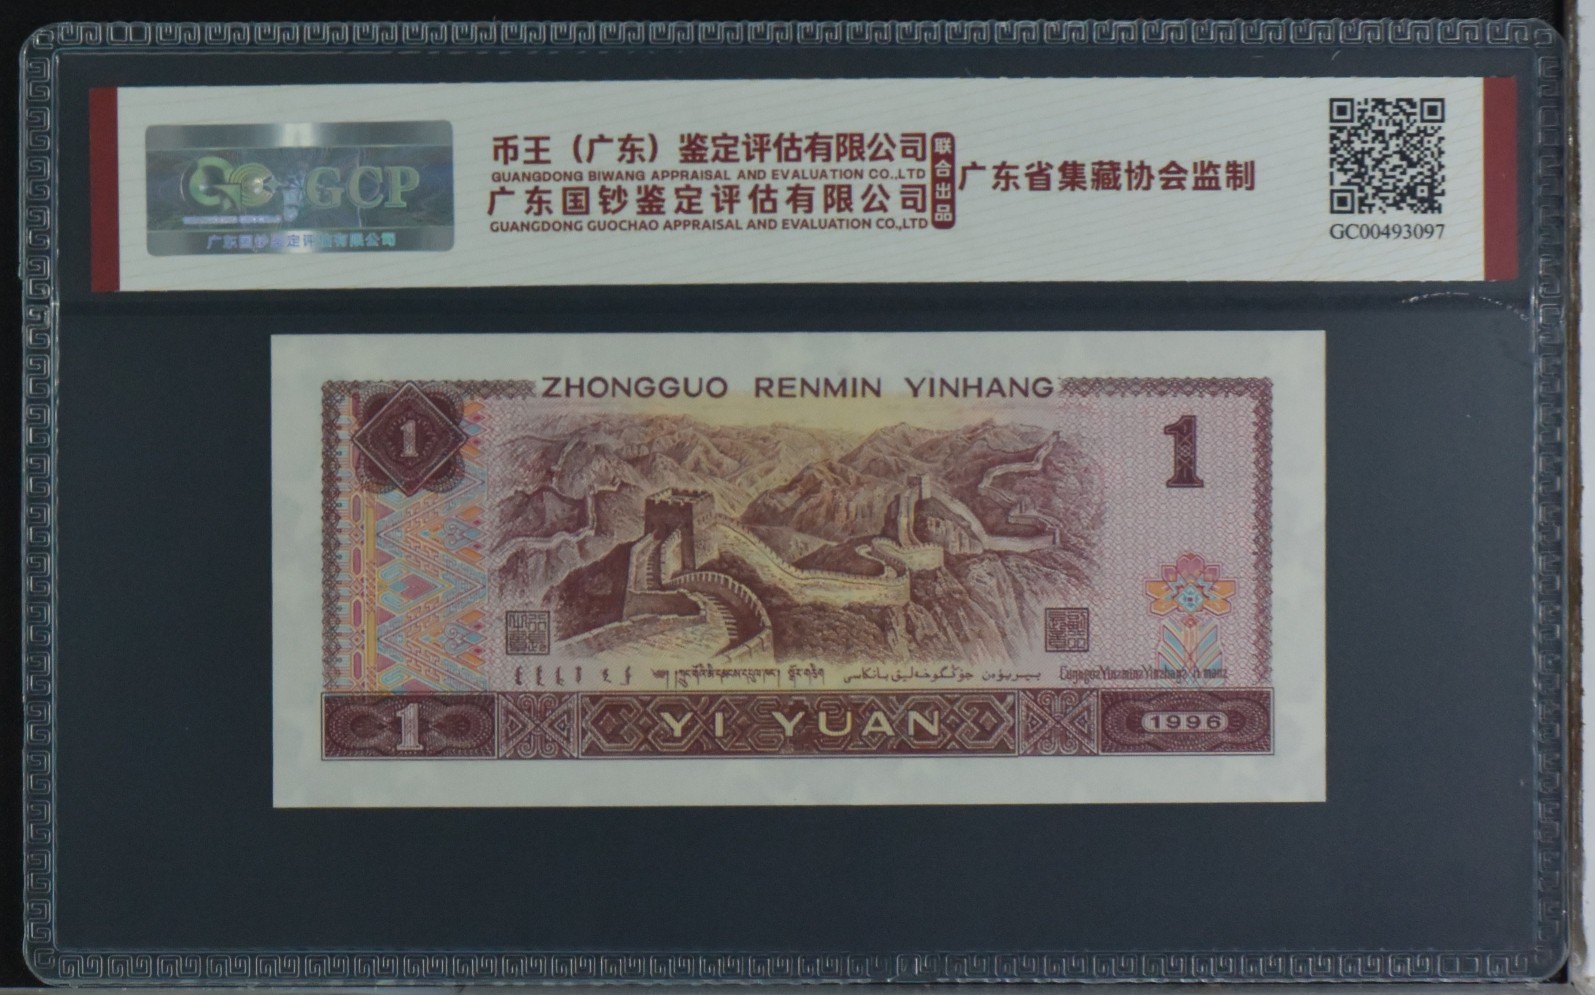 GCP
广东国钞鉴定评估有限公司
币王（广东）鉴定评估有限公司
GUANGDONG BIWANG APPRAISAL AND EVALUATION CO.,LTD
广东国钞鉴定评估有限公司
GUANGDONG GUOCHAO APPRAISAL AND EVALUATION CO.,LTD
联合出品
广东省集藏协会监制
GC00493097
ZHONGGUO RENMIN YINHANG
1
1
1
YI YUAN
1996